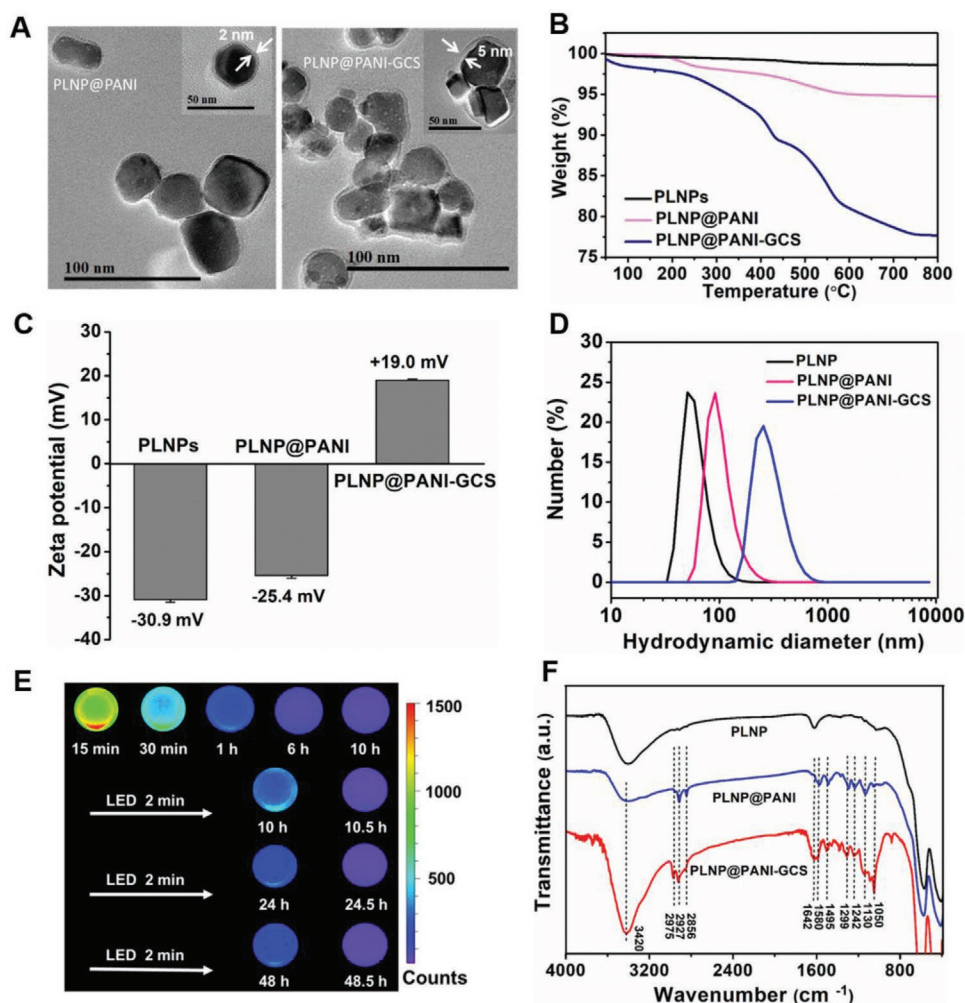 A
PLNP@PANI
2 nm
50 nm
100 nm
PLNP@PANI-GCS
5 nm
50 nm
100 nm
B
Weight (%)
100
95
90
85
80
75
PLNPs
PLNP@PANI
PLNP@PANI-GCS
100 200 300 400 500 600 700 800
Temperature (°C)
C
Zeta potential (mV)
30
20
10
0
-10
-20
-30
-40
+19.0 mV
PLNPs
PLNP@PANI
PLNP@PANI-GCS
-25.4 mV
-30.9 mV
D
Number (%)
30
25
20
15
10
5
0
PLNP
PLNP@PANI
PLNP@PANI-GCS
10 100 1000 10000
Hydrodynamic diameter (nm)
E
15 min 30 min 1 h 6 h 10 h
LED 2 min
10 h 10.5 h
LED 2 min
24 h 24.5 h
LED 2 min
48 h 48.5 h
1500
1000
500
Counts
F
Transmittance (a.u.)
PLNP
PLNP@PANI
PLNP@PANI-GCS
3420
2975
2927
2856
1642
1580
1495
1299
1242
1130
1050
4000 3200 2400 1600 800
Wavenumber (cm -1)